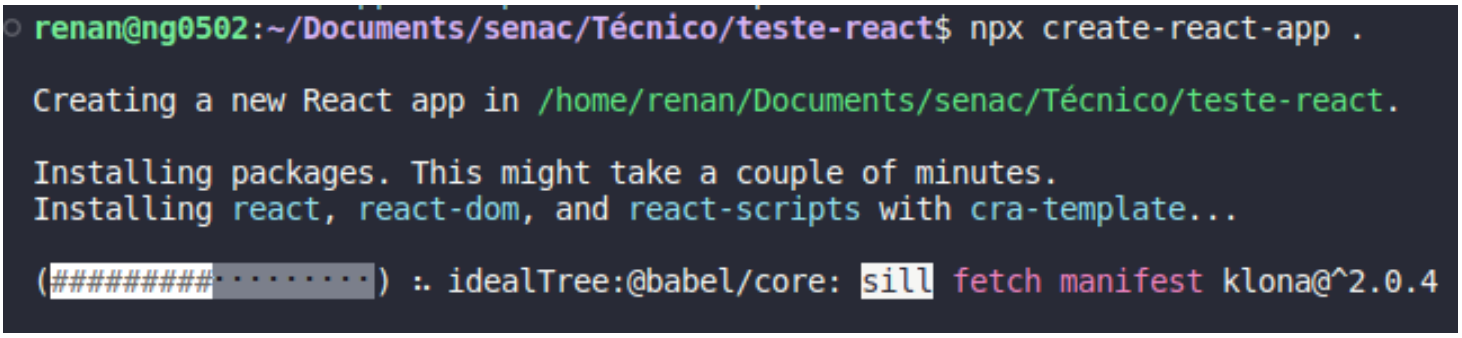 renan@ng0502:~/Documents/senac/Técnico/teste-react$ npx create-react-app .
Creating a new React app in /home/renan/Documents/senac/Técnico/teste-react.
Installing packages. This might take a couple of minutes.
Installing react, react-dom, and react-scripts with cra-template...
(#########·········) ⠦ idealTree:@babel/core: sill fetch manifest klona@^2.0.4